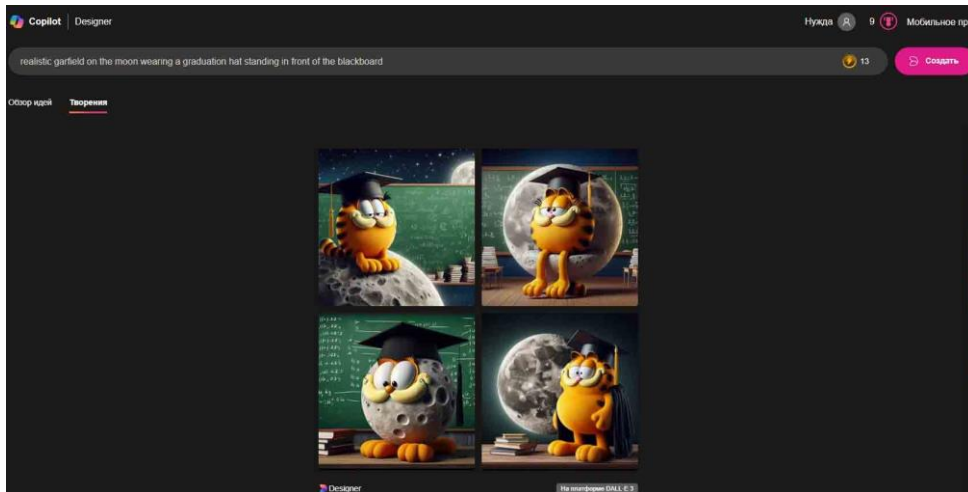 Copilot | Designer
Нужда 9 Мобильное пр
realistic garfield on the moon wearing a graduation hat standing in front of the blackboard 13 Создать
Обзор идей Творения
Designer На платформе DALL·E 3